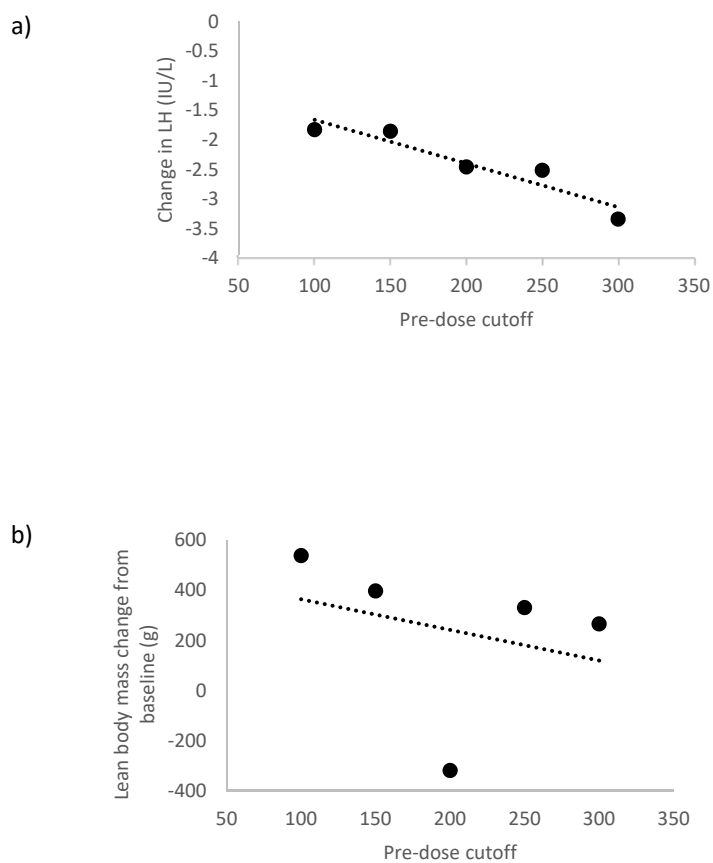 a)
0
-0.5
-1
-1.5
-2
-2.5
-3
-3.5
-4
Change in LH (IU/L)
50 100 150 200 250 300 350
Pre-dose cutoff
b)
600
400
200
0
-200
-400
Lean body mass change from
baseline (g)
50 100 150 200 250 300 350
Pre-dose cutoff